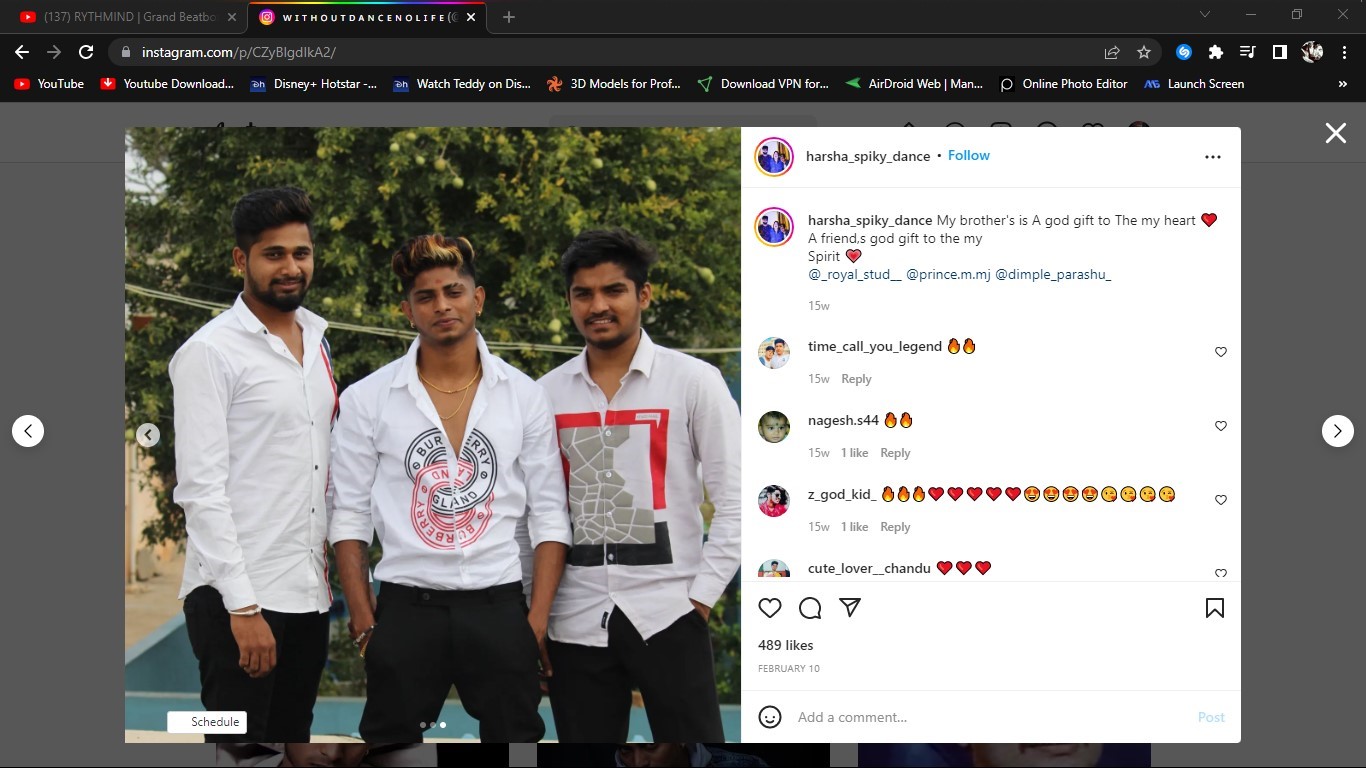 (137) RYTHMIND | Grand Beatbo
W I T H O U T D A N C E N O L I F E (@
instagram.com/p/CZyBlgdIkA2/
YouTube
Youtube Download...
Disney+ Hotstar -...
Watch Teddy on Dis...
3D Models for Prof...
Download VPN for...
AirDroid Web | Man...
Online Photo Editor
Launch Screen
»
harsha_spiky_dance • Follow
harsha_spiky_dance My brother's is A god gift to The my heart ❤️
A friend,s god gift to the my
Spirit 💓
@_royal_stud__ @prince.m.mj @dimple_parashu_
15w
time_call_you_legend 🔥🔥
15w Reply
nagesh.s44 🔥🔥
15w 1 like Reply
z_god_kid_ 🔥🔥🔥❤️❤️❤️❤️❤️😍😍😍😍😘😘😘😘
15w 1 like Reply
cute_lover__chandu ❤️❤️❤️
489 likes
FEBRUARY 10
Add a comment...
Post
BURBERRY
ENGLAND
BURBERRY
Schedule